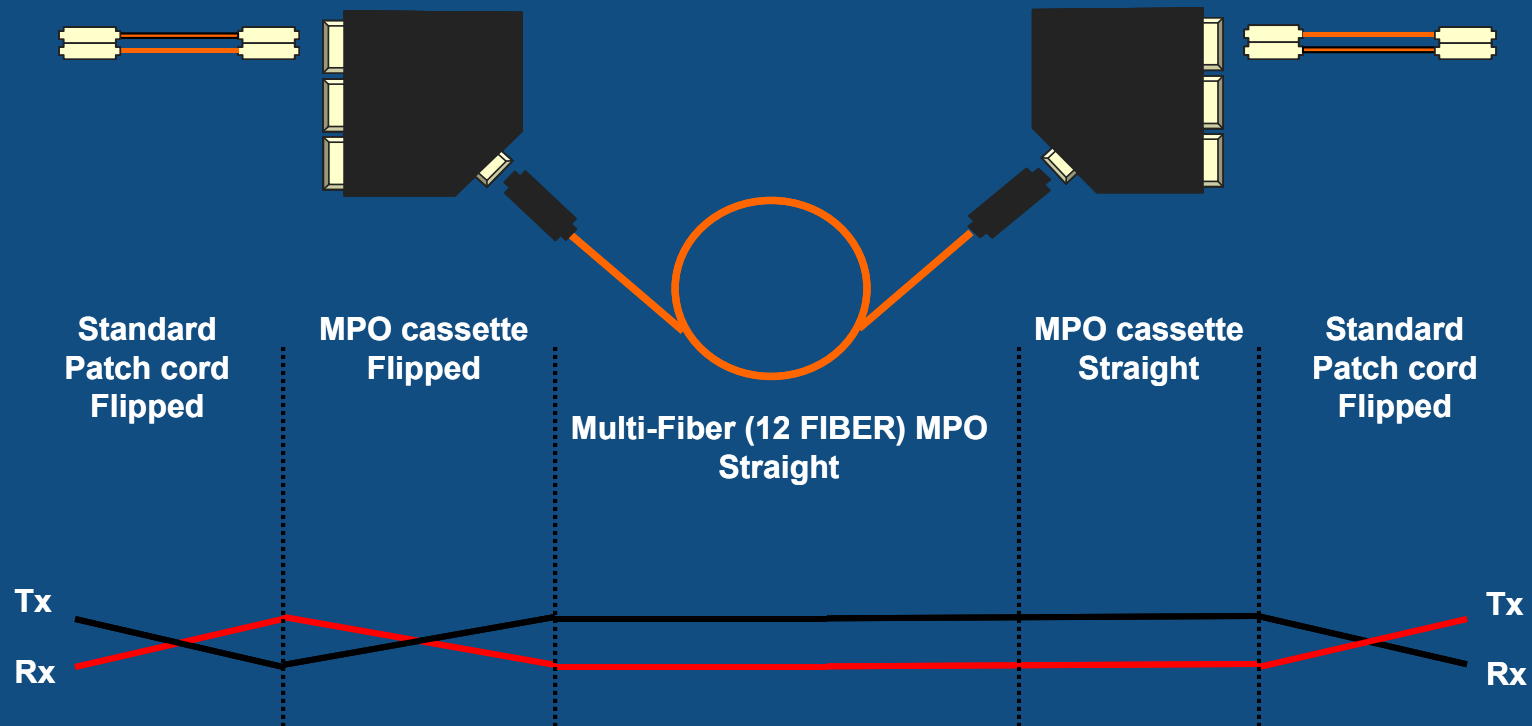 Standard
Patch cord
Flipped
MPO cassette
Flipped
Multi-Fiber (12 FIBER) MPO
Straight
MPO cassette
Straight
Standard
Patch cord
Flipped
Tx
Rx
Tx
Rx